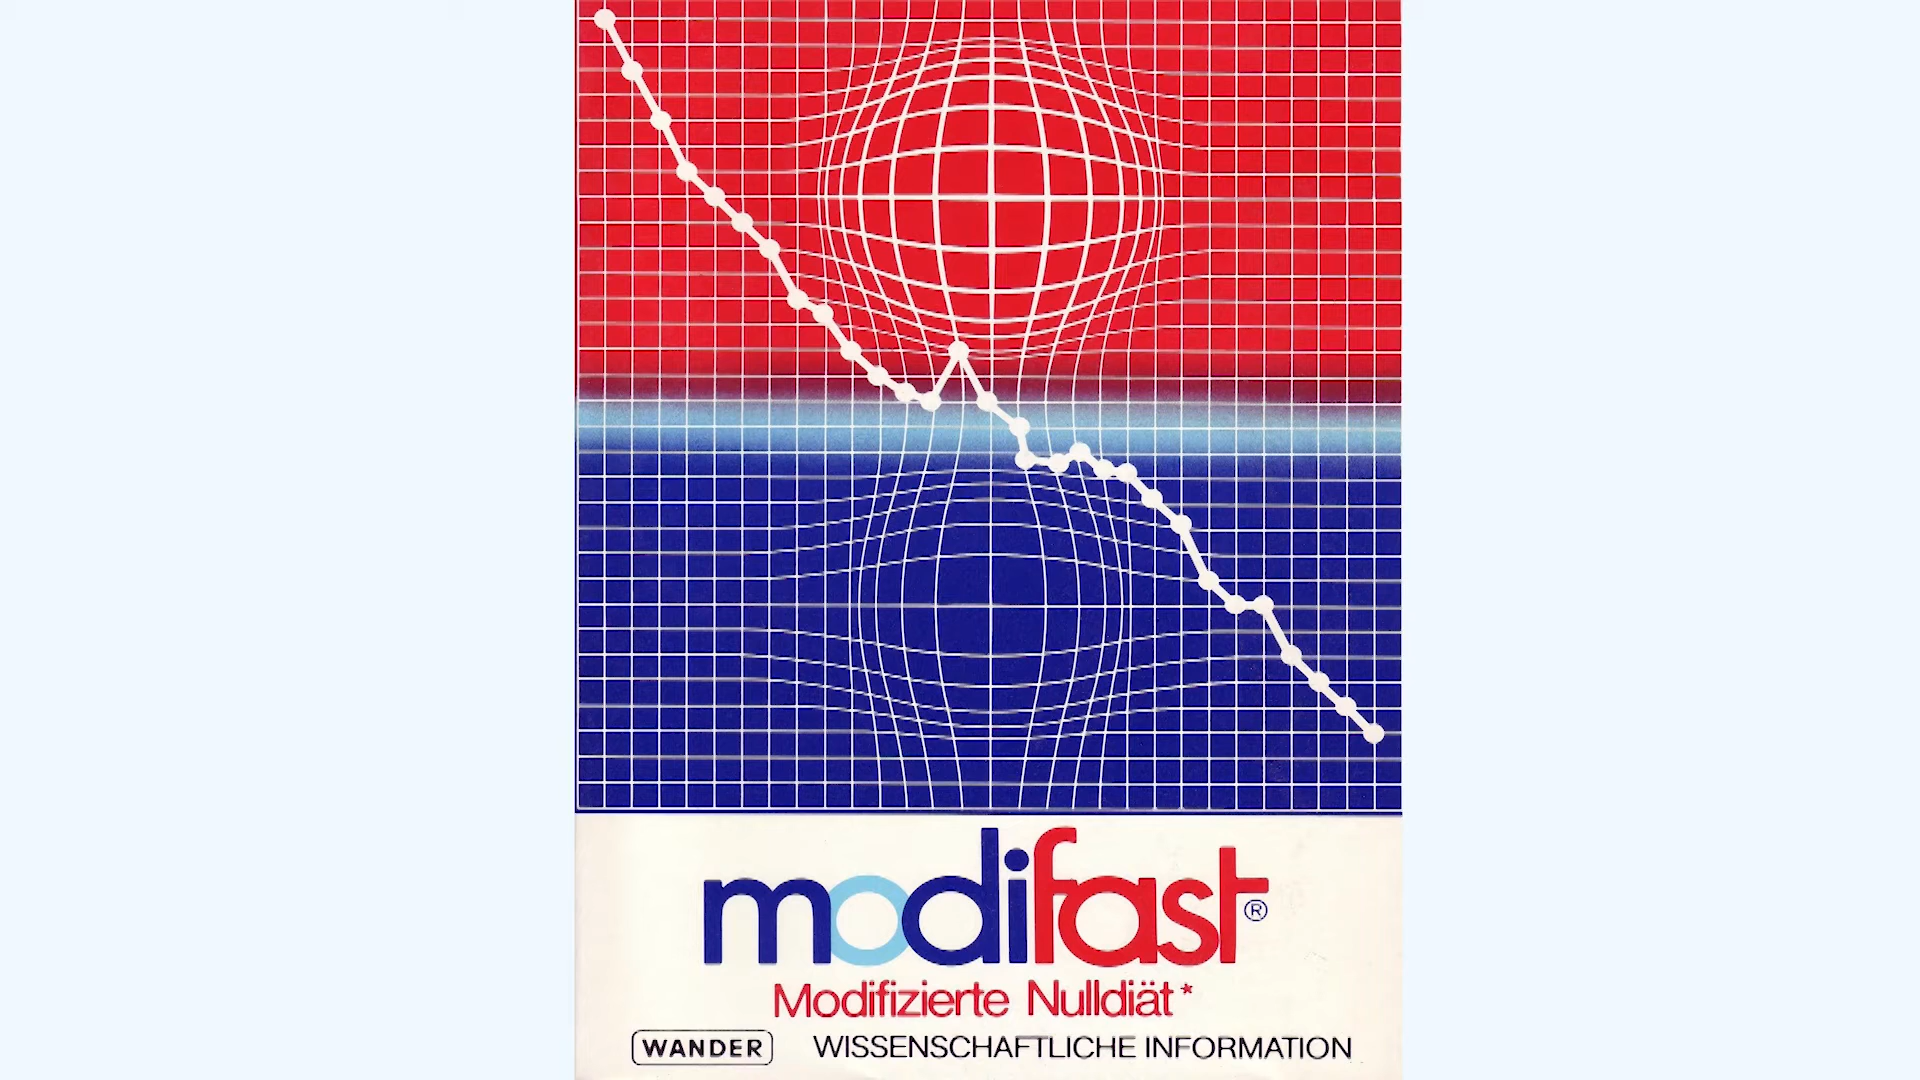 modifast®
Modifizierte Nulldiät*
WANDER WISSENSCHAFTLICHE INFORMATION